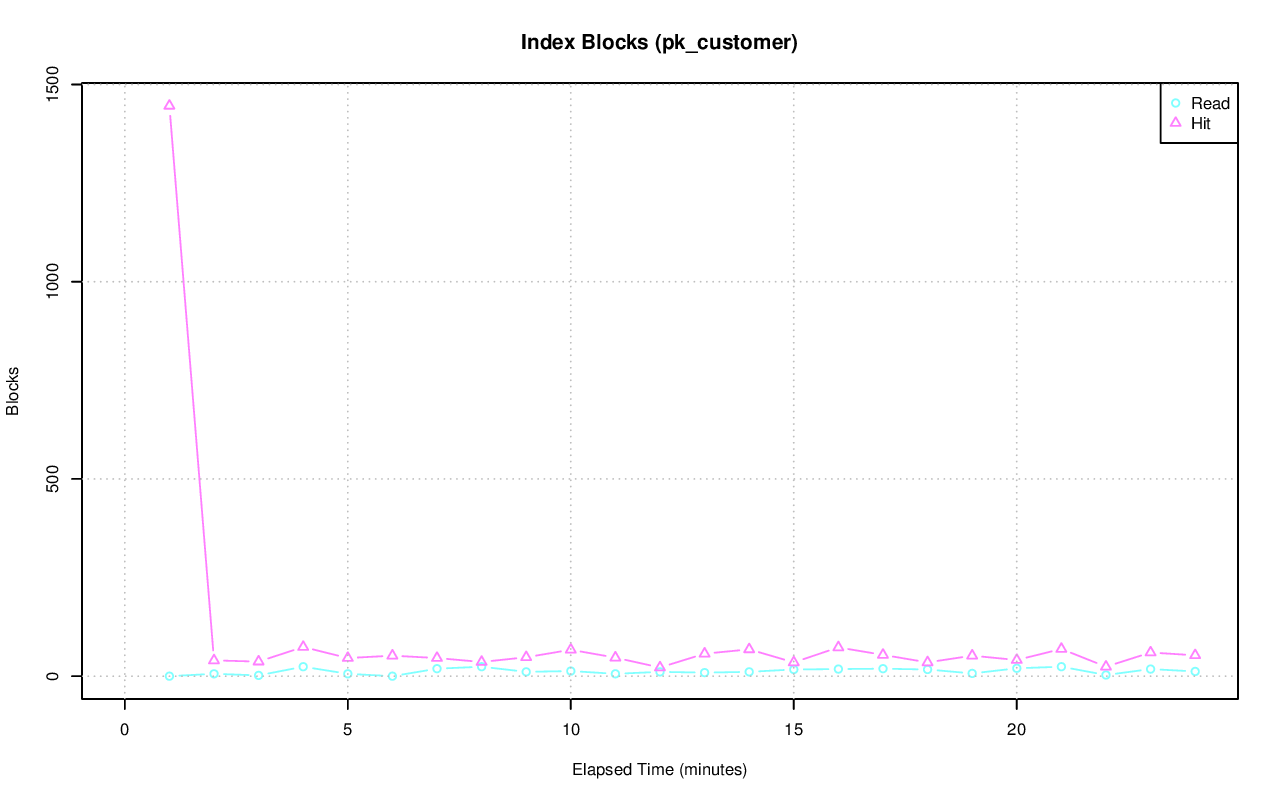 Index Blocks (pk_customer)
Read
Hit
1500
1000
500
0
Blocks
0 5 10 15 20
Elapsed Time (minutes)